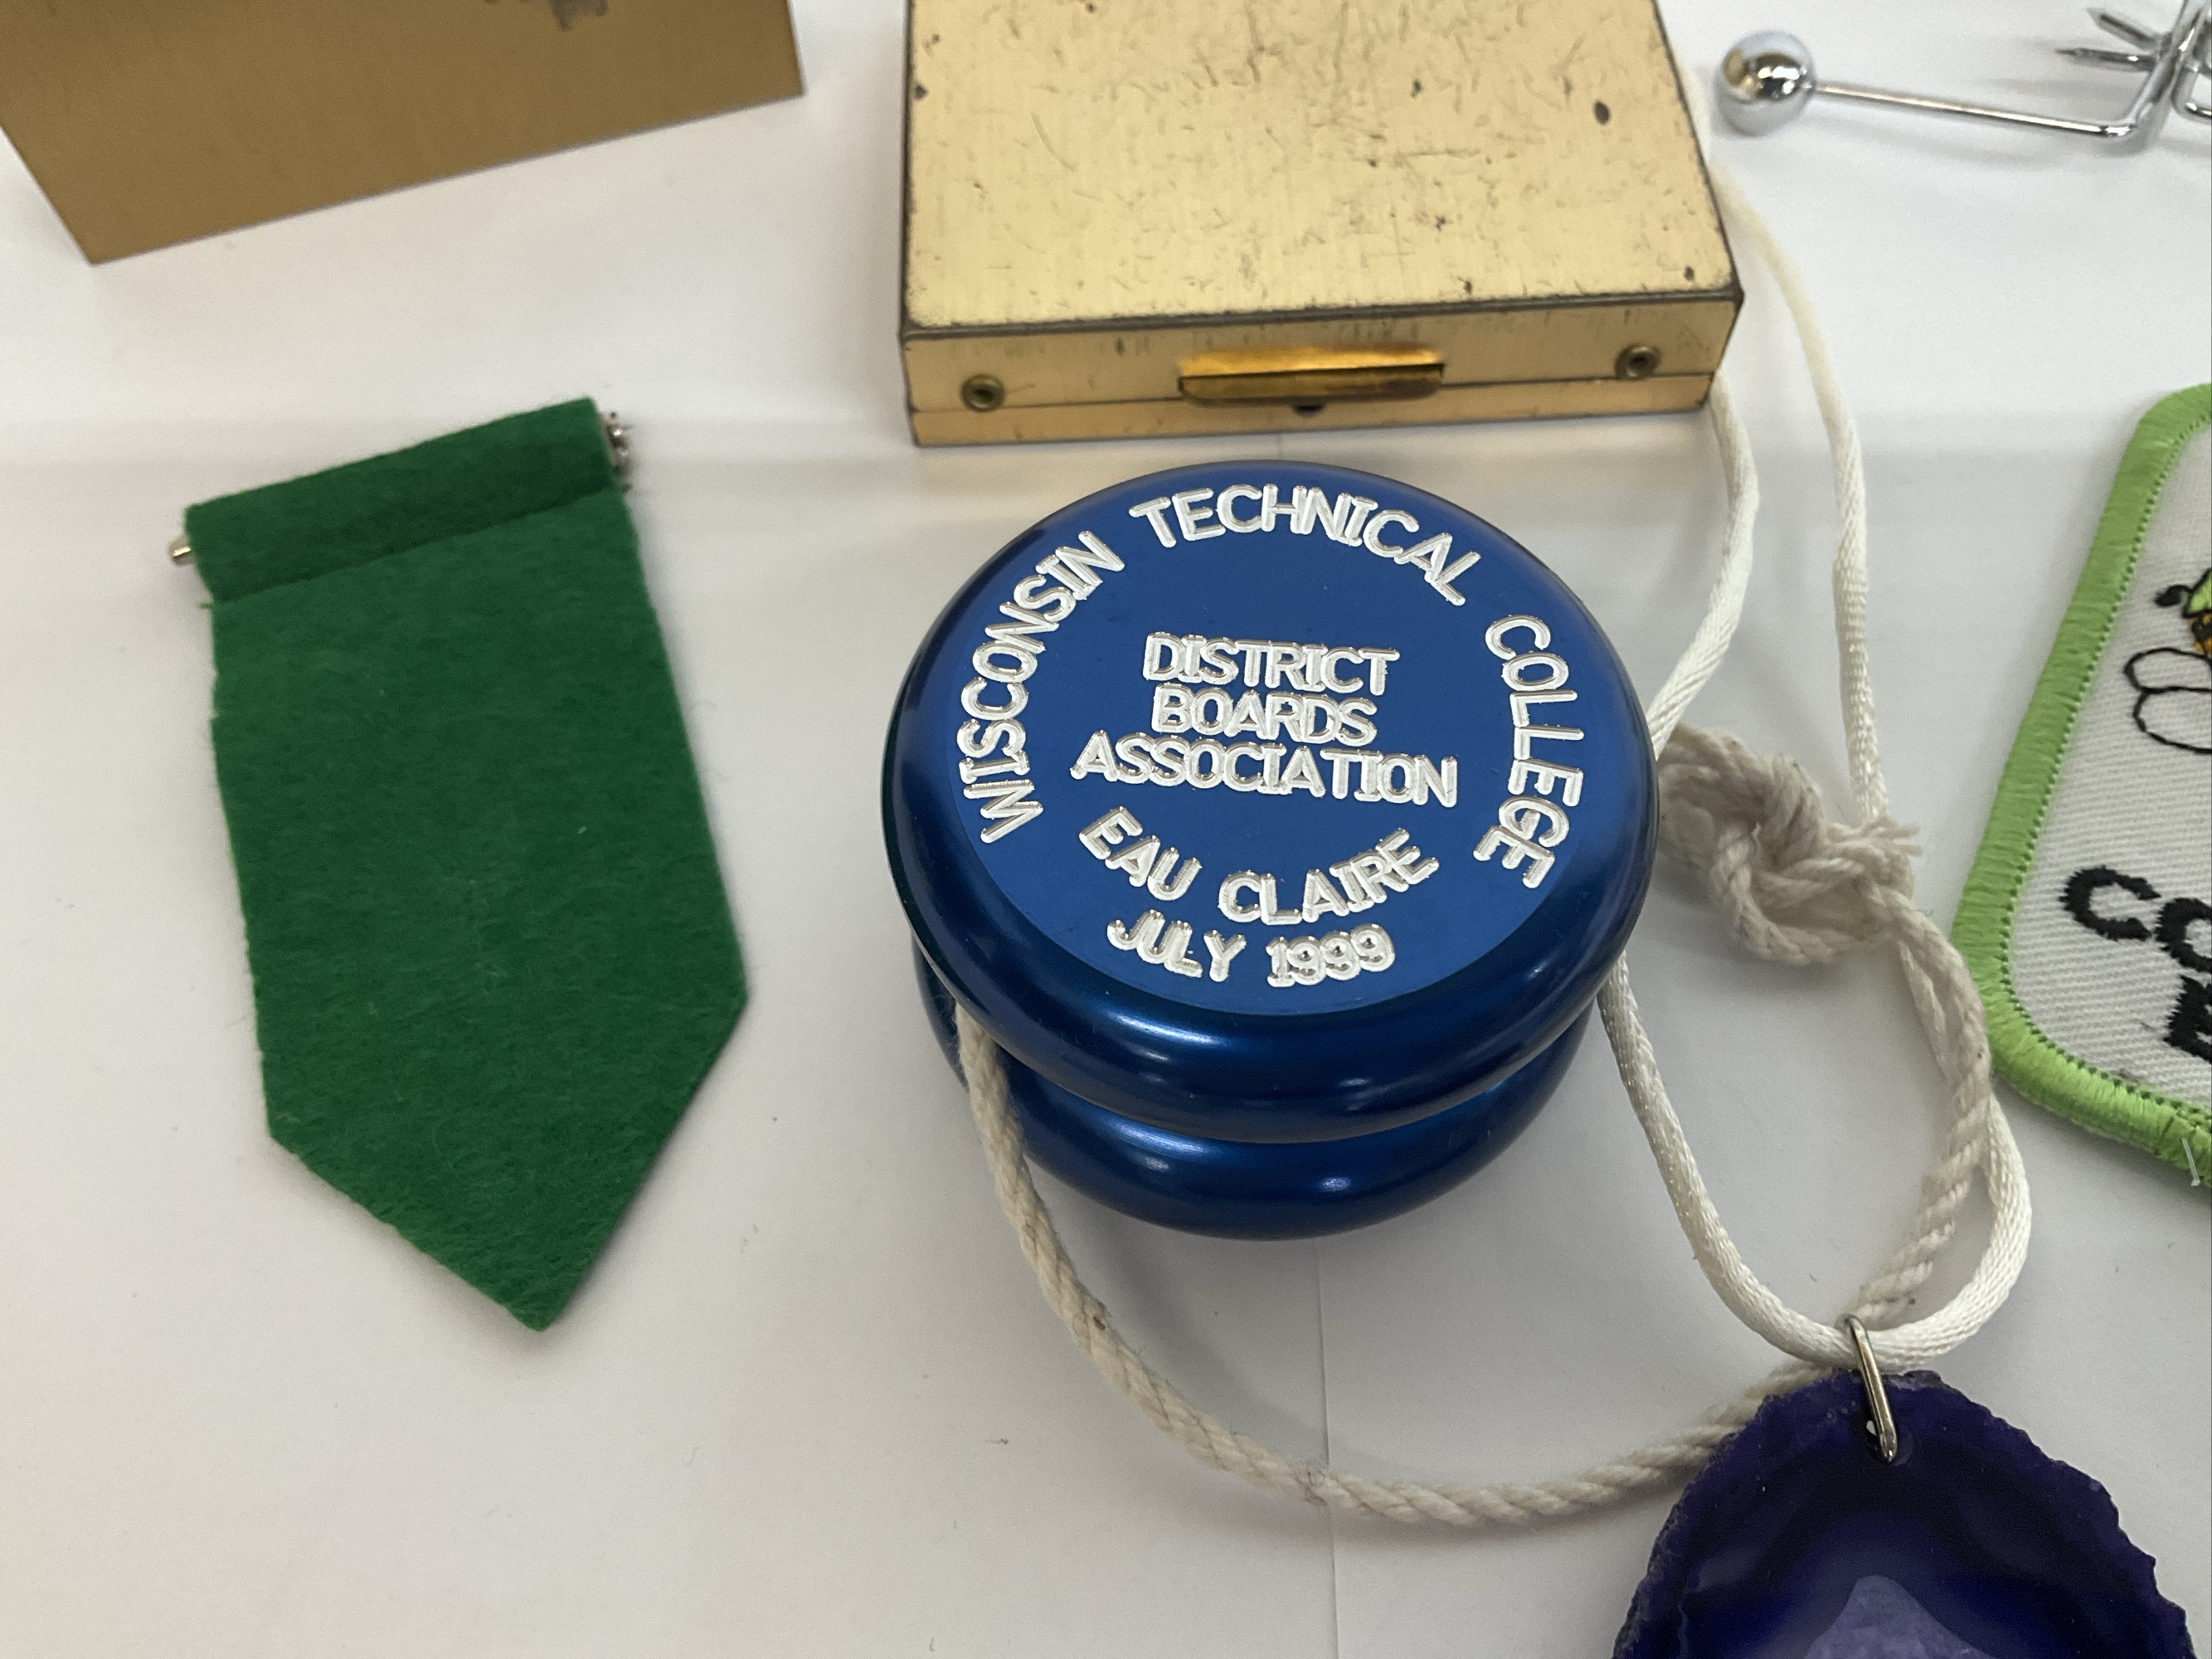 WISCONSIN TECHNICAL COLLEGE
DISTRICT
BOARDS
ASSOCIATION
EAU CLAIRE
JULY 1999